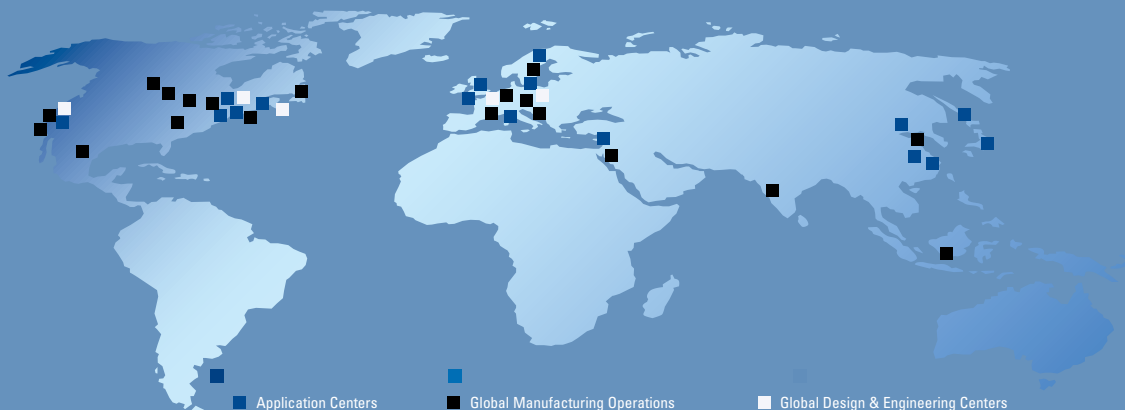 Application Centers
Global Manufacturing Operations
Global Design & Engineering Centers